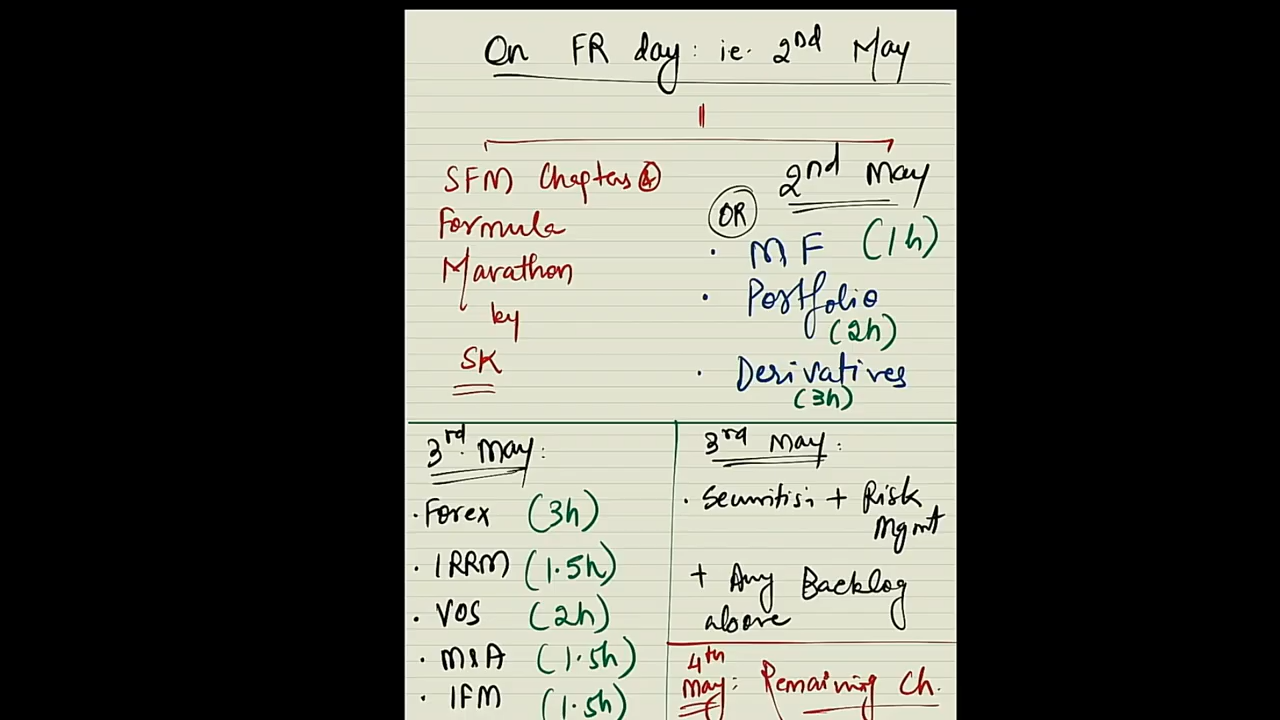 On FR day: ie. 2nd May
SFM Chapters
Formula
Marathon
by
SK
OR
2nd May
• MF (1h)
• Portfolio
(2h)
• Derivatives
(3h)
3rd May:
• Forex (3h)
• IRRM (1.5h)
• VOS (2h)
• M&A (1.5h)
• IFM (1.5h)
3rd May:
• Securitisn + Risk
Mgmt
+ Any Backlog
above
4th
May: Remaining Ch.